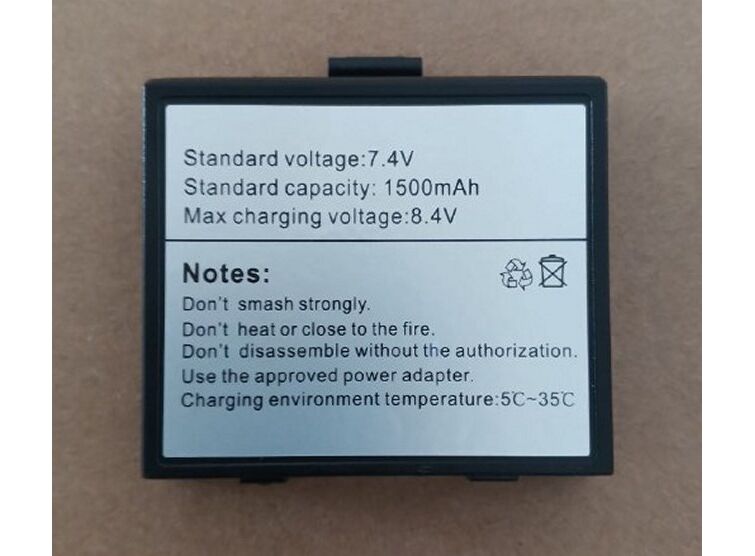 Standard voltage:7.4V
Standard capacity: 1500mAh
Max charging voltage:8.4V
Notes:
Don't smash strongly.
Don't heat or close to the fire.
Don't disassemble without the authorization.
Use the approved power adapter.
Charging environment temperature:5℃~35℃